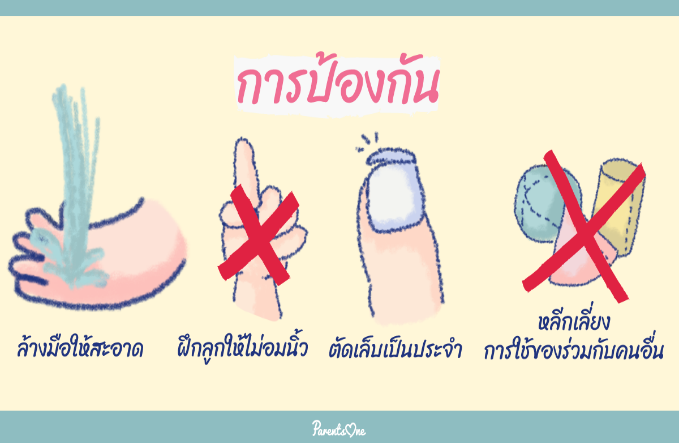 การป้องกัน
ล้างมือให้สะอาด
ฝึกลูกให้ไม่อมนิ้ว
ตัดเล็บเป็นประจำ
หลีกเลี่ยง
การใช้ของร่วมกับคนอื่น
ParentsOne